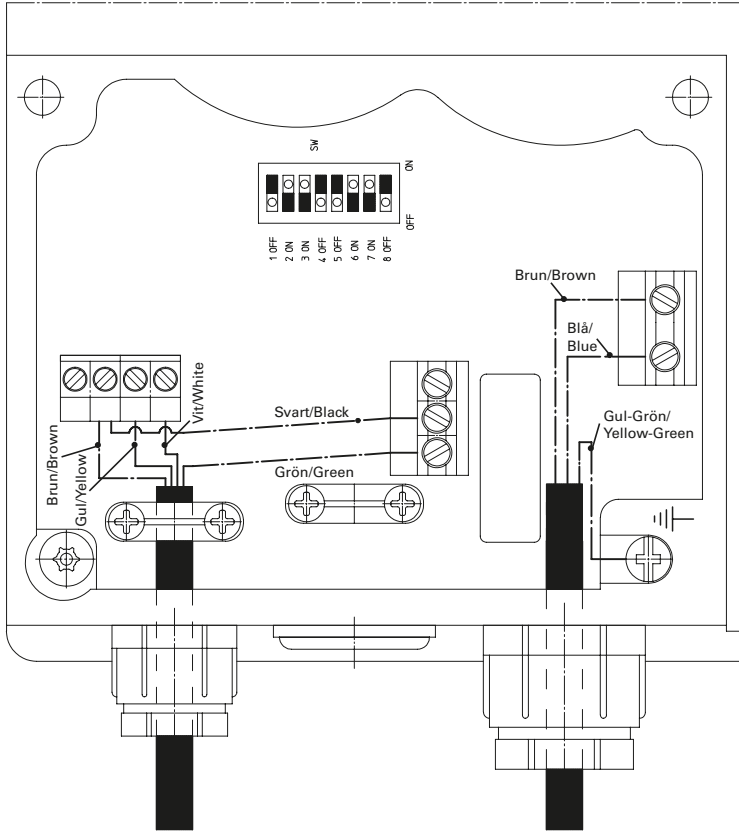 SW
ON
OFF
1 OFF
2 ON
3 ON
4 OFF
5 OFF
6 ON
7 ON
8 OFF
Brun/Brown
Blå/
Blue
Vit/White
Svart/Black
Gul-Grön/
Yellow-Green
Brun/Brown
Gul/Yellow
Grön/Green